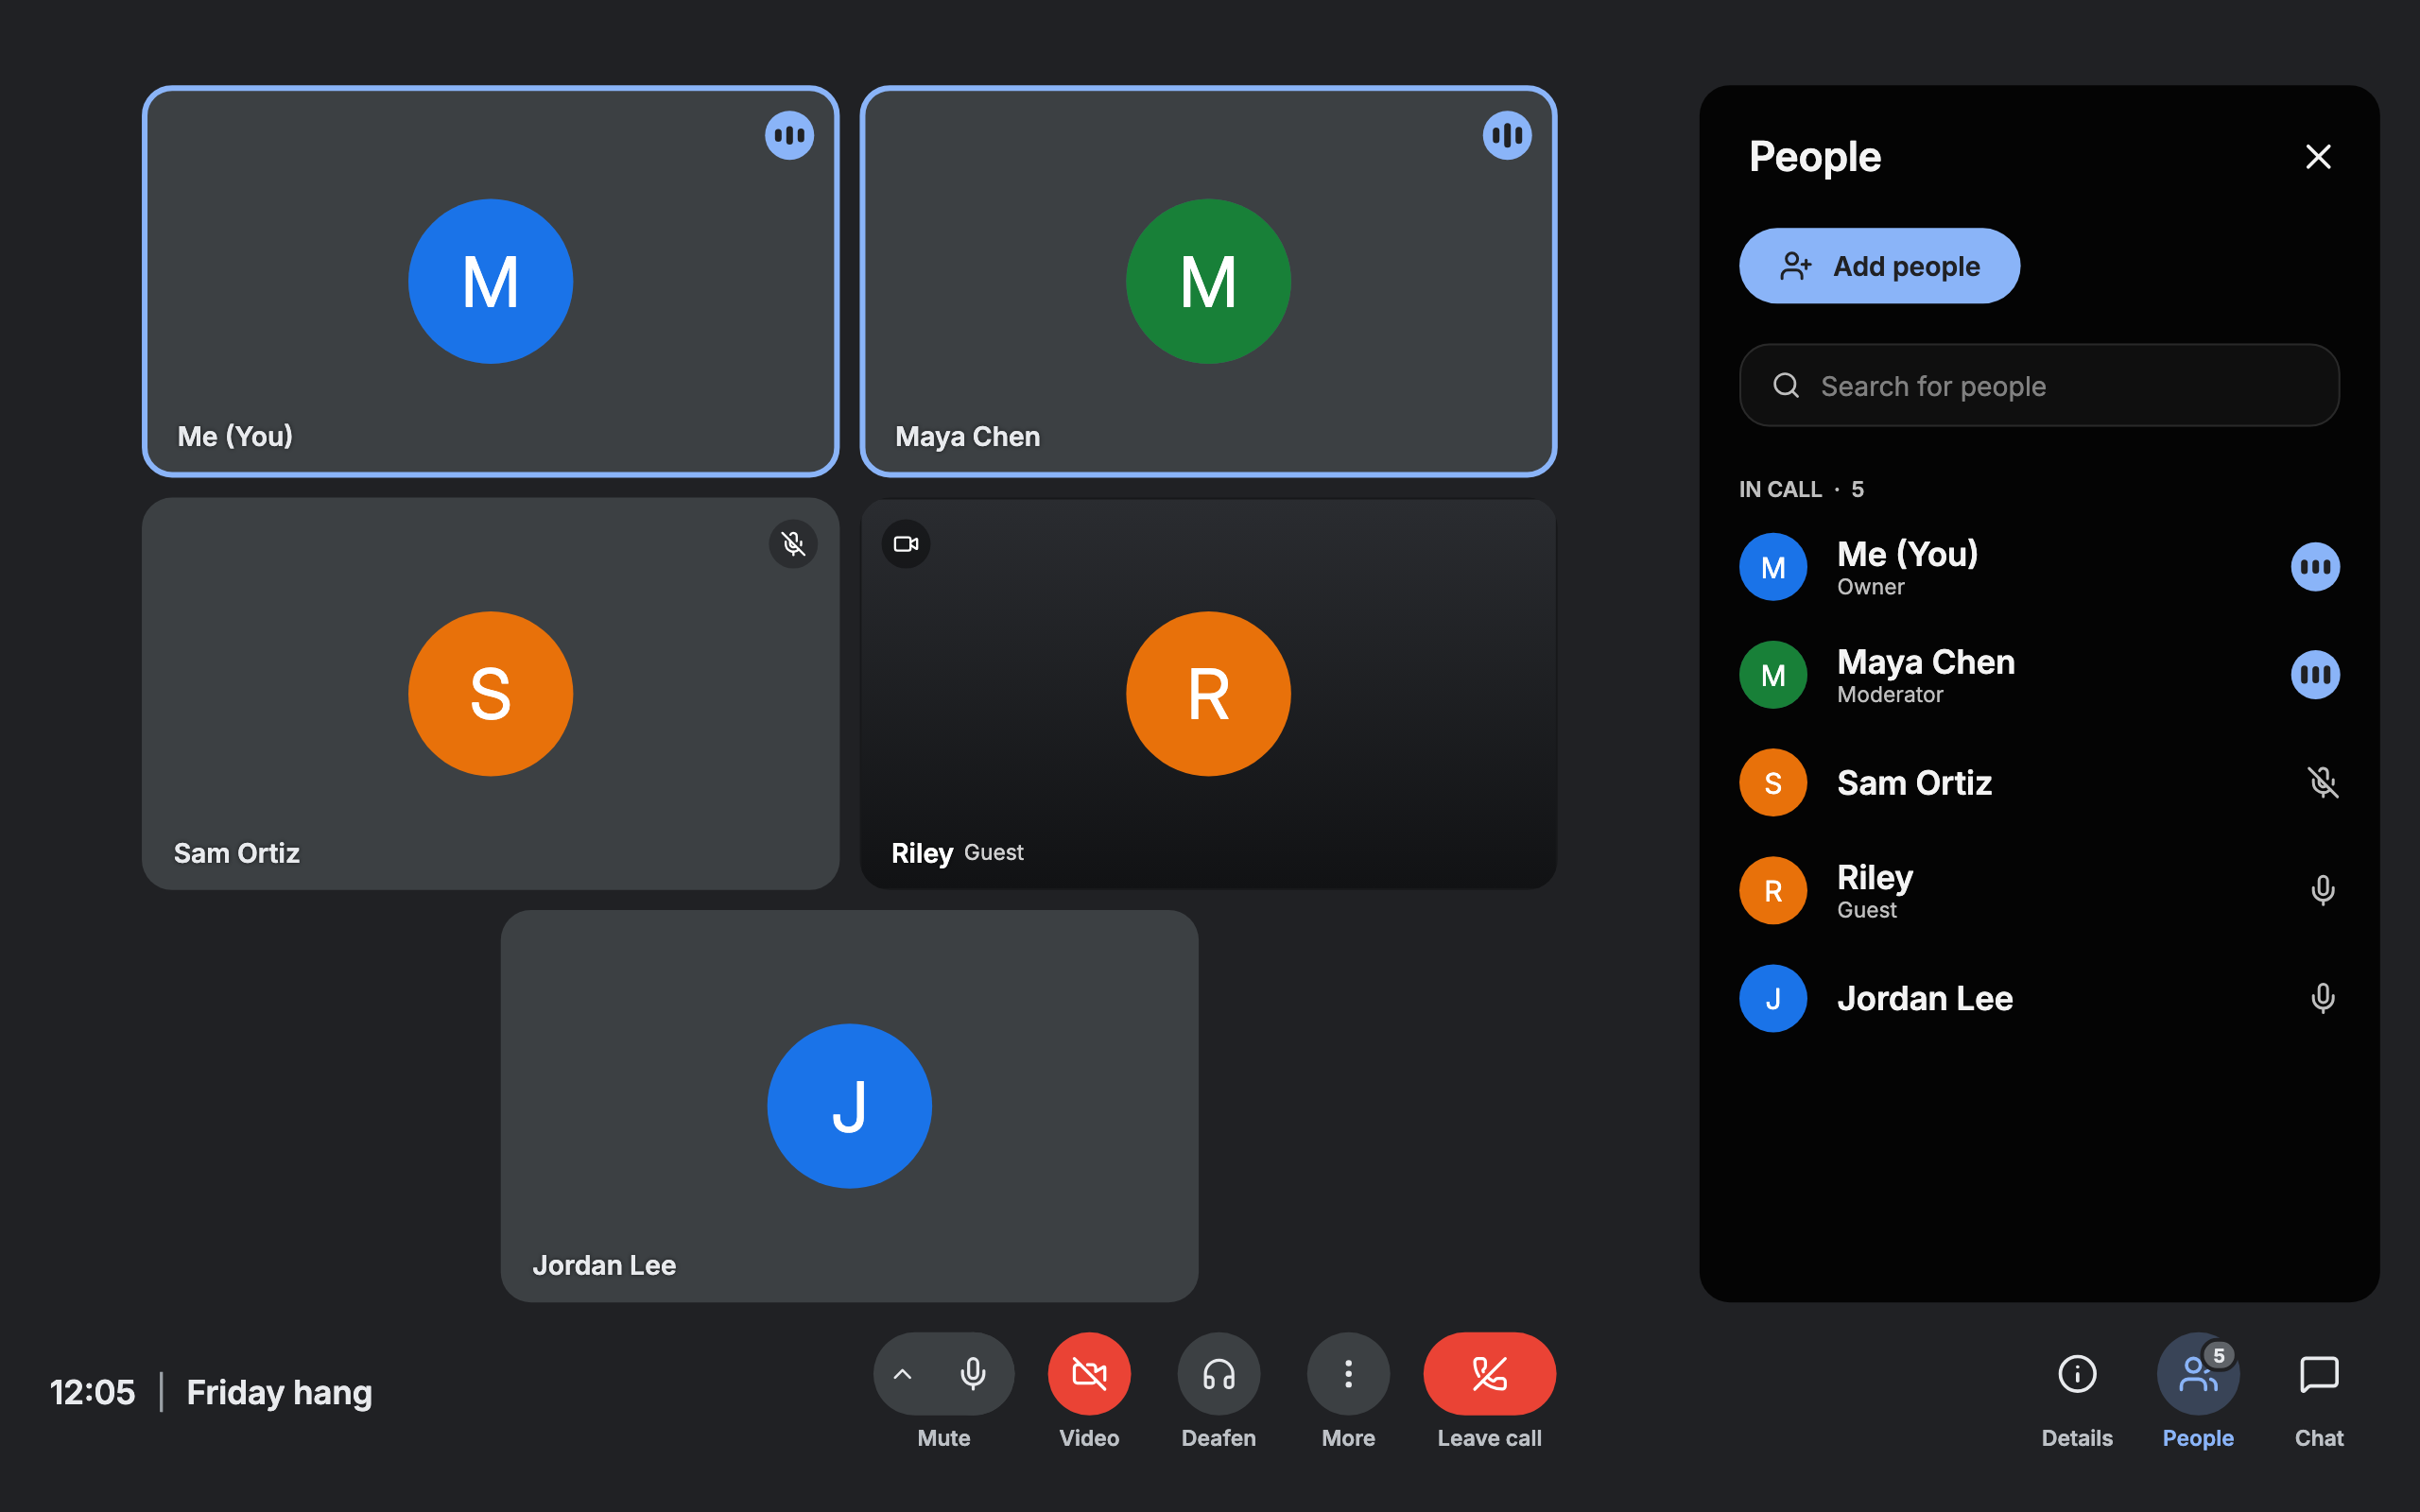 M
Me (You)
M
Maya Chen
S
Sam Ortiz
R
Riley Guest
J
Jordan Lee
People
Add people
Search for people
IN CALL · 5
M
Me (You)
Owner
M
Maya Chen
Moderator
S
Sam Ortiz
R
Riley
Guest
J
Jordan Lee
12:05 | Friday hang
Mute
Video
Deafen
More
Leave call
Details
5
People
Chat